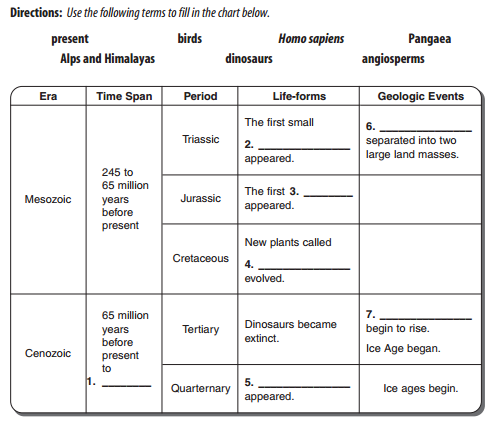 Directions: Use the following terms to fill in the chart below.
present birds Homo sapiens Pangaea
Alps and Himalayas dinosaurs angiosperms
Era Time Span Period Life-forms Geologic Events
Mesozoic
245 to
65 million
years
before
present
Triassic
The first small
2. ______________
appeared.
6. ______________
separated into two
large land masses.
Jurassic
The first 3. ________
appeared.
Cretaceous
New plants called
4. ______________
evolved.
Cenozoic
65 million
years
before
present
to
1. ________
Tertiary
Dinosaurs became
extinct.
7. ______________
begin to rise.
Ice Age began.
Quarternary
5. ______________
appeared.
Ice ages begin.